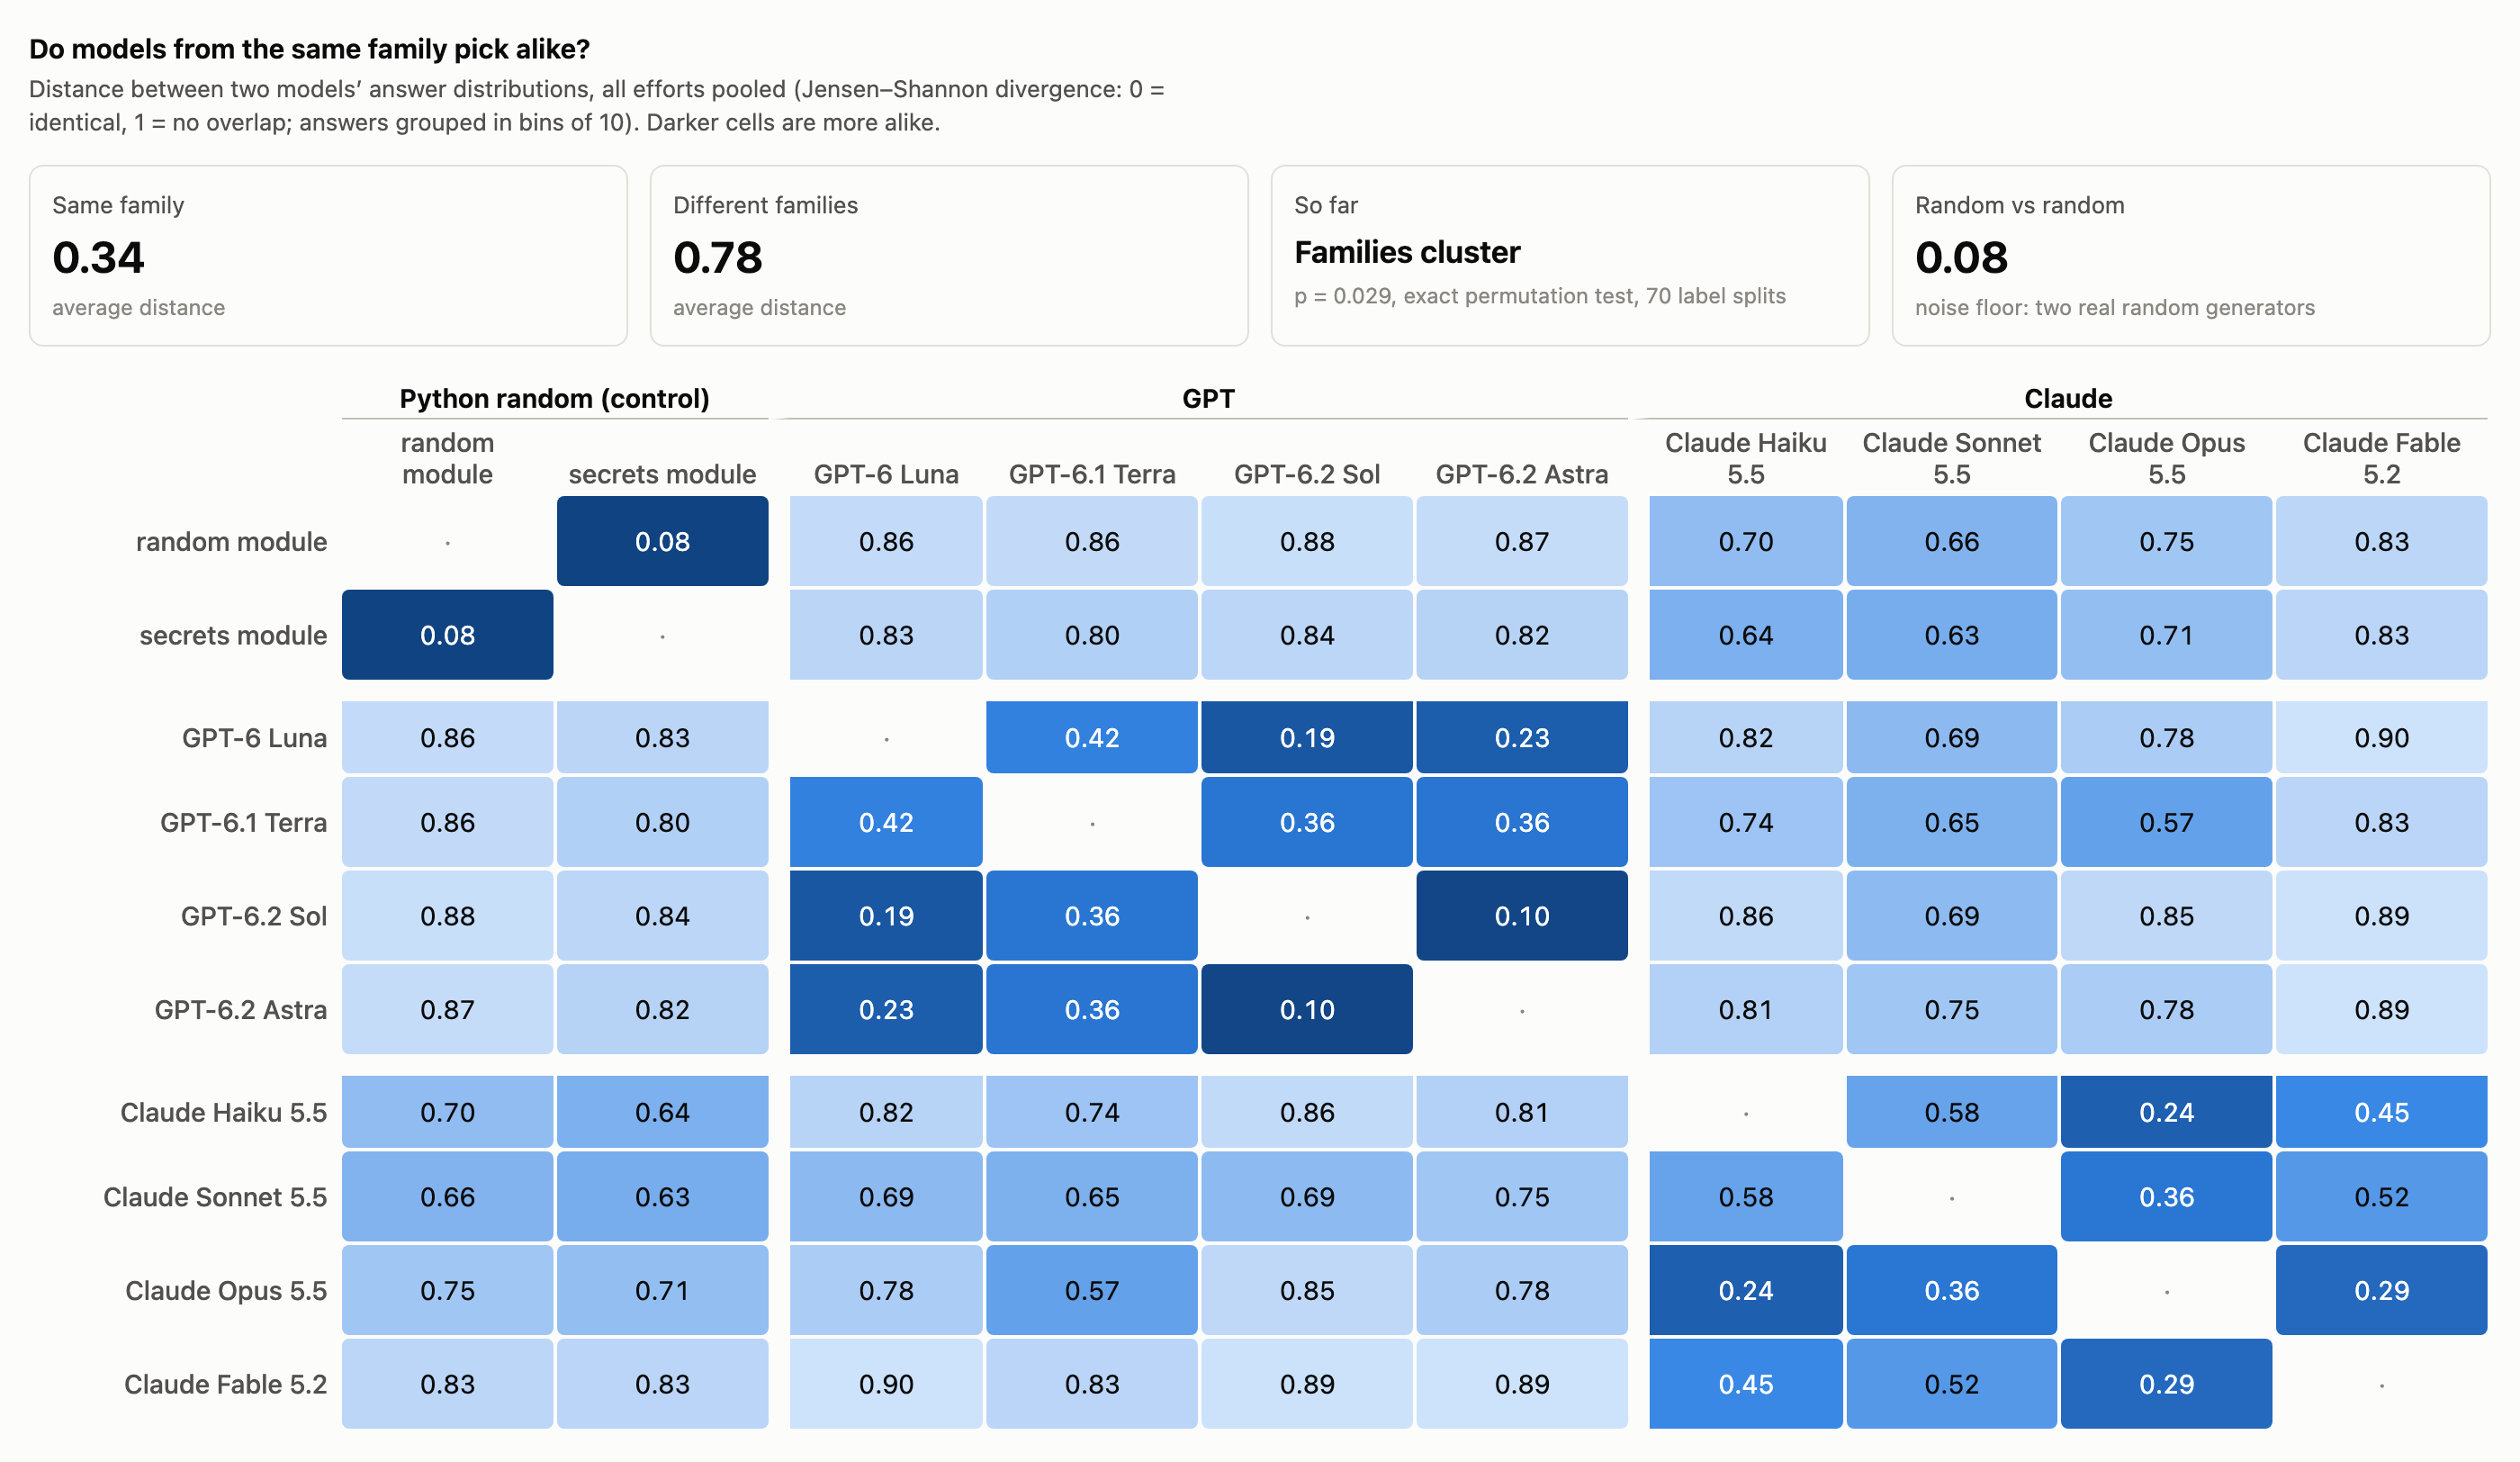 Do models from the same family pick alike?
Distance between two models’ answer distributions, all efforts pooled (Jensen–Shannon divergence: 0 =
identical, 1 = no overlap; answers grouped in bins of 10). Darker cells are more alike.
Same family
0.34
average distance
Different families
0.78
average distance
So far
Families cluster
p = 0.029, exact permutation test, 70 label splits
Random vs random
0.08
noise floor: two real random generators
Python random (control) GPT Claude
random module secrets module GPT-6 Luna GPT-6.1 Terra GPT-6.2 Sol GPT-6.2 Astra Claude Haiku 5.5 Claude Sonnet 5.5 Claude Opus 5.5 Claude Fable 5.2
random module · 0.08 0.86 0.86 0.88 0.87 0.70 0.66 0.75 0.83
secrets module 0.08 · 0.83 0.80 0.84 0.82 0.64 0.63 0.71 0.83
GPT-6 Luna 0.86 0.83 · 0.42 0.19 0.23 0.82 0.69 0.78 0.90
GPT-6.1 Terra 0.86 0.80 0.42 · 0.36 0.36 0.74 0.65 0.57 0.83
GPT-6.2 Sol 0.88 0.84 0.19 0.36 · 0.10 0.86 0.69 0.85 0.89
GPT-6.2 Astra 0.87 0.82 0.23 0.36 0.10 · 0.81 0.75 0.78 0.89
Claude Haiku 5.5 0.70 0.64 0.82 0.74 0.86 0.81 · 0.58 0.24 0.45
Claude Sonnet 5.5 0.66 0.63 0.69 0.65 0.69 0.75 0.58 · 0.36 0.52
Claude Opus 5.5 0.75 0.71 0.78 0.57 0.85 0.78 0.24 0.36 · 0.29
Claude Fable 5.2 0.83 0.83 0.90 0.83 0.89 0.89 0.45 0.52 0.29 ·